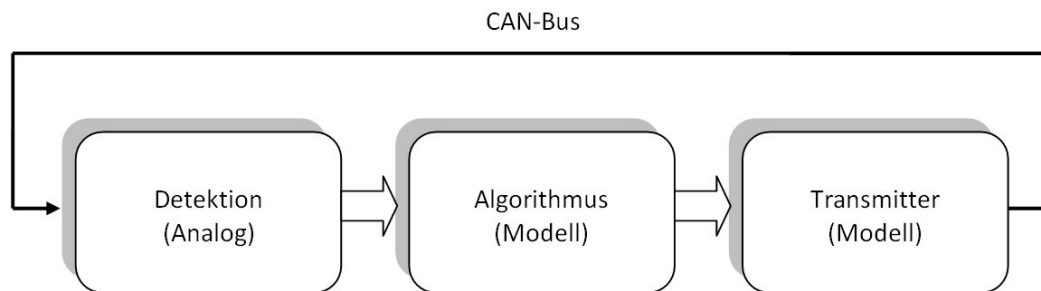 CAN-Bus
Detektion
(Analog)
Algorithmus
(Modell)
Transmitter
(Modell)